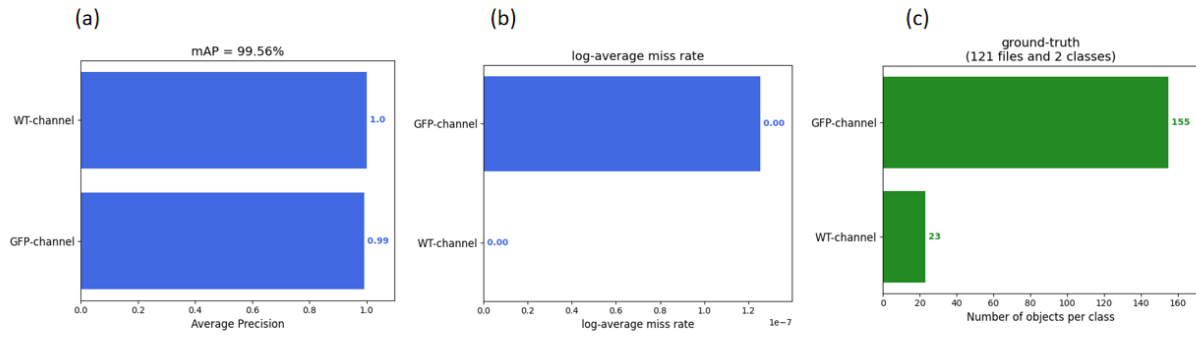 (a)
mAP = 99.56%
WT-channel
1.0
GFP-channel
0.99
0.0 0.2 0.4 0.6 0.8 1.0
Average Precision
(b)
log-average miss rate
GFP-channel
0.00
WT-channel
0.00
0.0 0.2 0.4 0.6 0.8 1.0 1.2
1e-7
log-average miss rate
(c)
ground-truth
(121 files and 2 classes)
GFP-channel
155
WT-channel
23
0 20 40 60 80 100 120 140 160
Number of objects per class